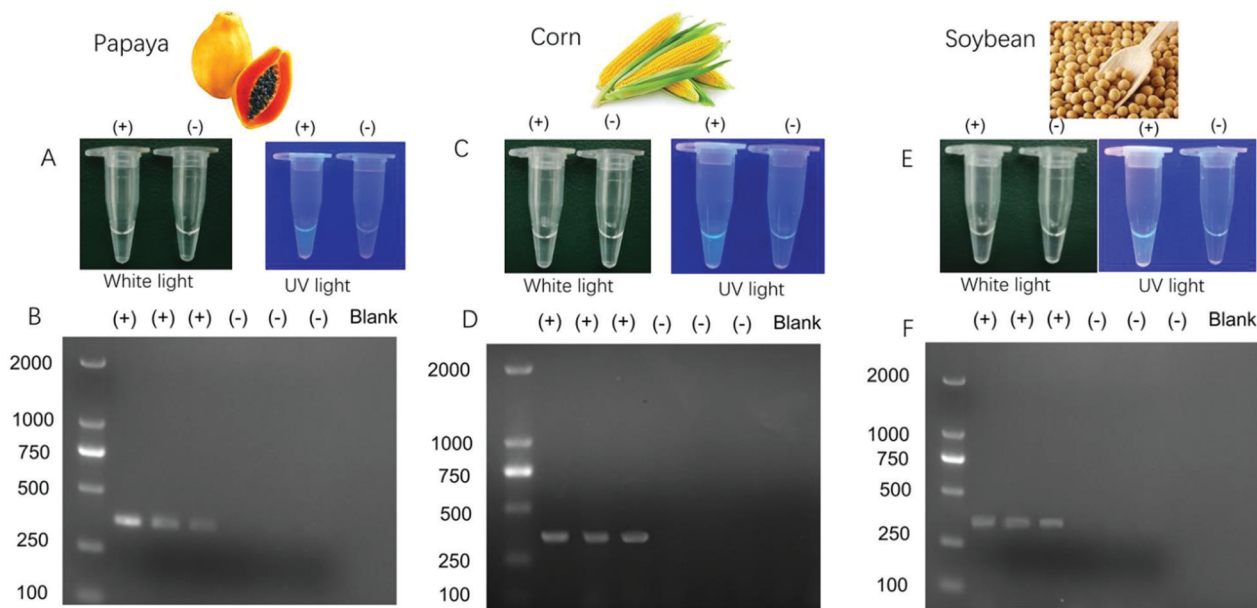 Papaya
Corn
Soybean
(+) (-) (+) (-)
(+) (-) (+) (-)
(+) (-) (+) (-)
A
C
E
White light
UV light
White light
UV light
White light
UV light
B
(+) (+) (+) (-) (-) (-) Blank
2000
1000
750
500
250
100
D
(+) (+) (+) (-) (-) (-) Blank
2000
1000
750
500
250
100
F
(+) (+) (+) (-) (-) (-) Blank
2000
1000
750
500
250
100